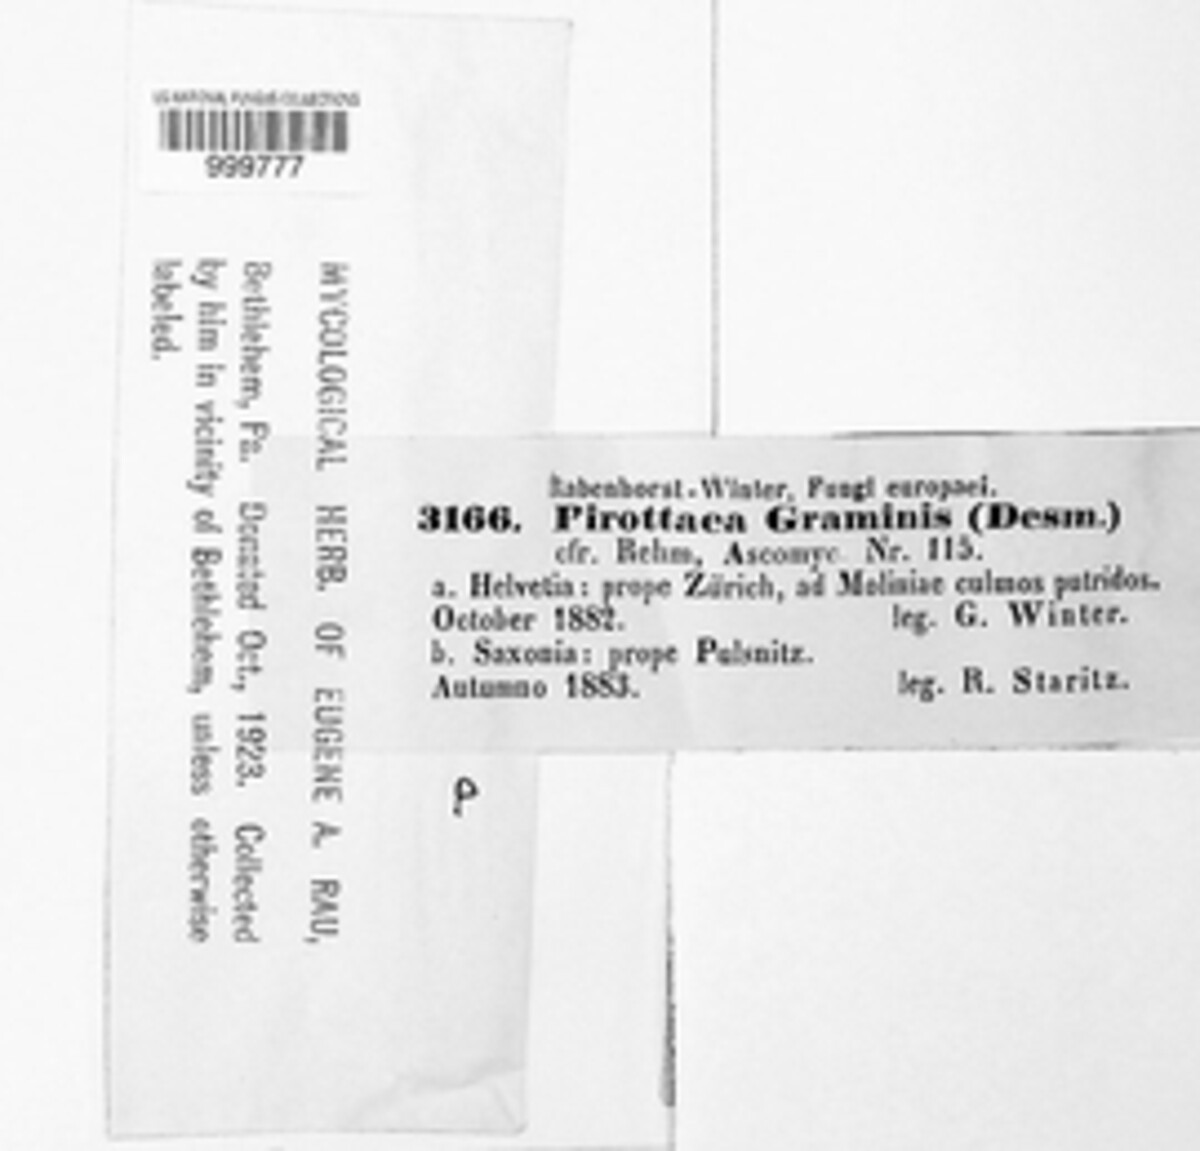 US NATIONAL FUNGUS COLLECTIONS
999777
MYCOLOGICAL HERB. OF EUGENE A. RAU,
Bethlehem, Pa. Donated Oct., 1923. Collected
by him in vicinity of Bethlehem, unless otherwise
labeled.
Rabenhorst-Winter, Fungi europaei.
3166. Pirottaea Graminis (Desm.)
cfr. Rehm, Ascomyc. Nr. 115.
a. Helvetia: prope Zürich, ad Moliniae culmos putridos.
October 1882. leg. G. Winter.
b. Saxonia: prope Pulsnitz.
Autumno 1883. leg. R. Staritz.
a.